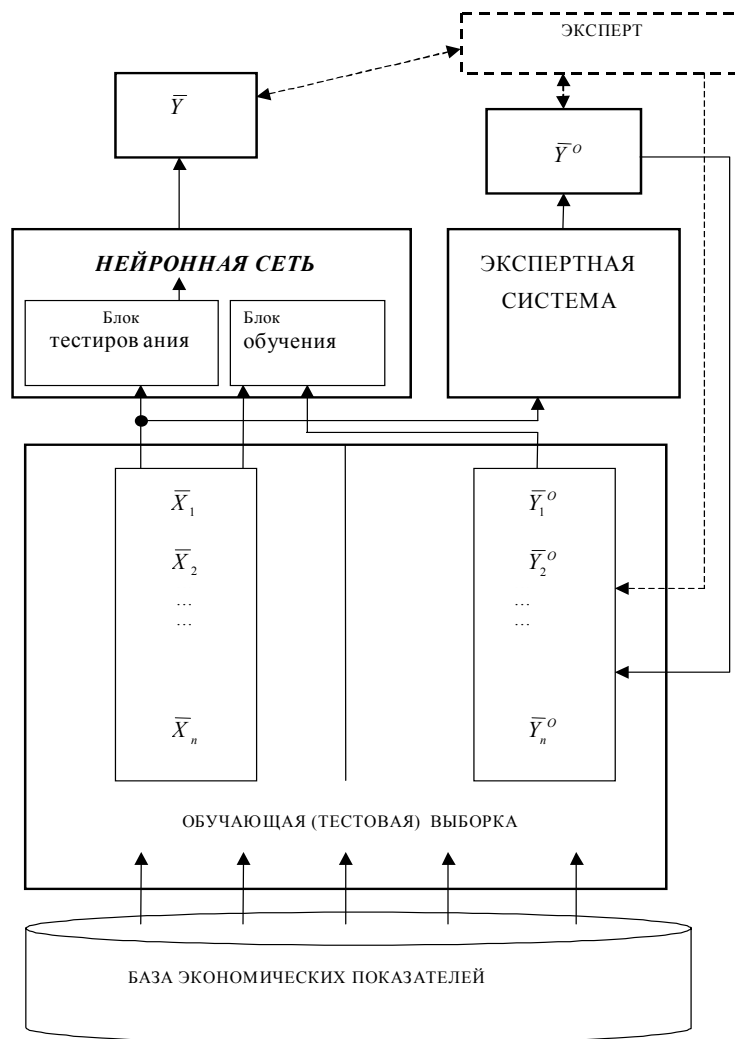 ЭКСПЕРТ
Y̅
Y̅ᴼ
НЕЙРОННАЯ СЕТЬ
Блок
тестиров ания
Блок
обучения
ЭКСПЕРТНАЯ
СИСТЕМА
X̅₁
X̅₂
...
...
X̅ₙ
Y̅₁ᴼ
Y̅₂ᴼ
... ...
Y̅ₙᴼ
ОБУЧАЮЩАЯ (ТЕСТОВАЯ) ВЫБОРКА
БАЗА ЭКОНОМИЧЕСКИХ ПОКАЗАТЕЛЕЙ